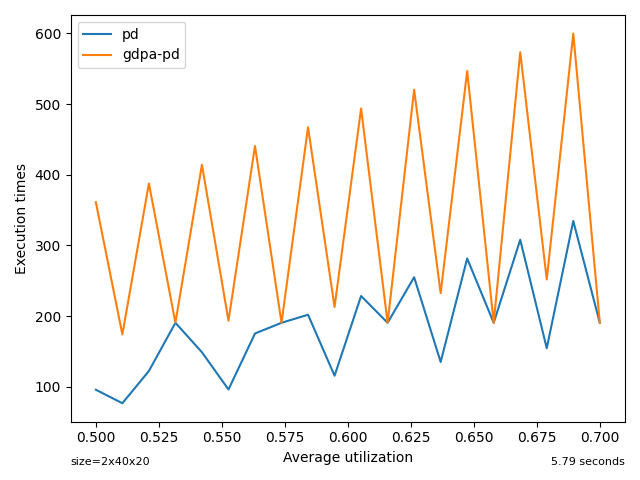 600
500
400
300
200
100
Execution times
pd
gdpa-pd
0.500 0.525 0.550 0.575 0.600 0.625 0.650 0.675 0.700
Average utilization
size=2x40x20
5.79 seconds